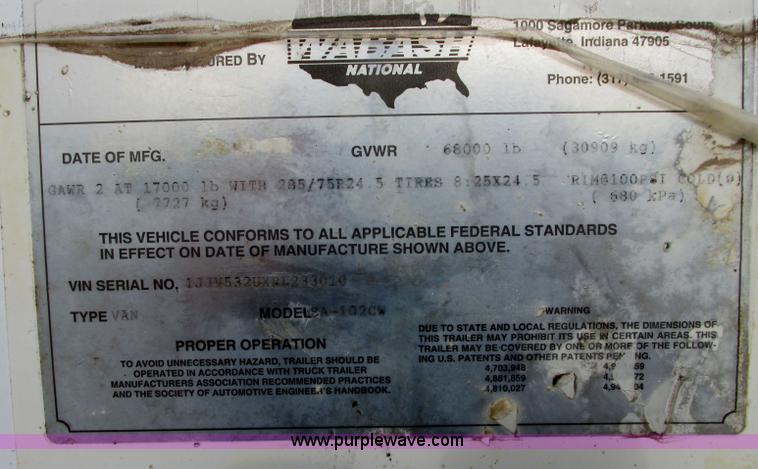 1000 Sagamore Parkway South
Indiana 47905
BY
WABASH
NATIONAL
Phone:
1591
DATE OF MFG. GVWR 68000 lb (30909 kg)
GAWR 2 AT 17000 lb WITH 285/75R24.5 TIRES 8.25X24.5 RIM@100PSI COLD(D)
( 7727 kg) ( 680 kPa)
THIS VEHICLE CONFORMS TO ALL APPLICABLE FEDERAL STANDARDS
IN EFFECT ON DATE OF MANUFACTURE SHOWN ABOVE.
VIN SERIAL NO.
TYPE VAN MODEL
PROPER OPERATION
TO AVOID UNNECESSARY HAZARD, TRAILER SHOULD BE
OPERATED IN ACCORDANCE WITH TRUCK TRAILER
MANUFACTURERS ASSOCIATION RECOMMENDED PRACTICES
AND THE SOCIETY OF AUTOMOTIVE ENGINEER'S HANDBOOK.
WARNING
DUE TO STATE AND LOCAL REGULATIONS, THE DIMENSIONS OF
THIS TRAILER MAY PROHIBIT ITS USE IN CERTAIN AREAS. THIS
TRAILER MAY BE COVERED BY ONE OR MORE OF THE FOLLOW-
ING U.S. PATENTS AND OTHER PATENTS
4,703,948
4,881,859
4,810,027
www.purplewave.com